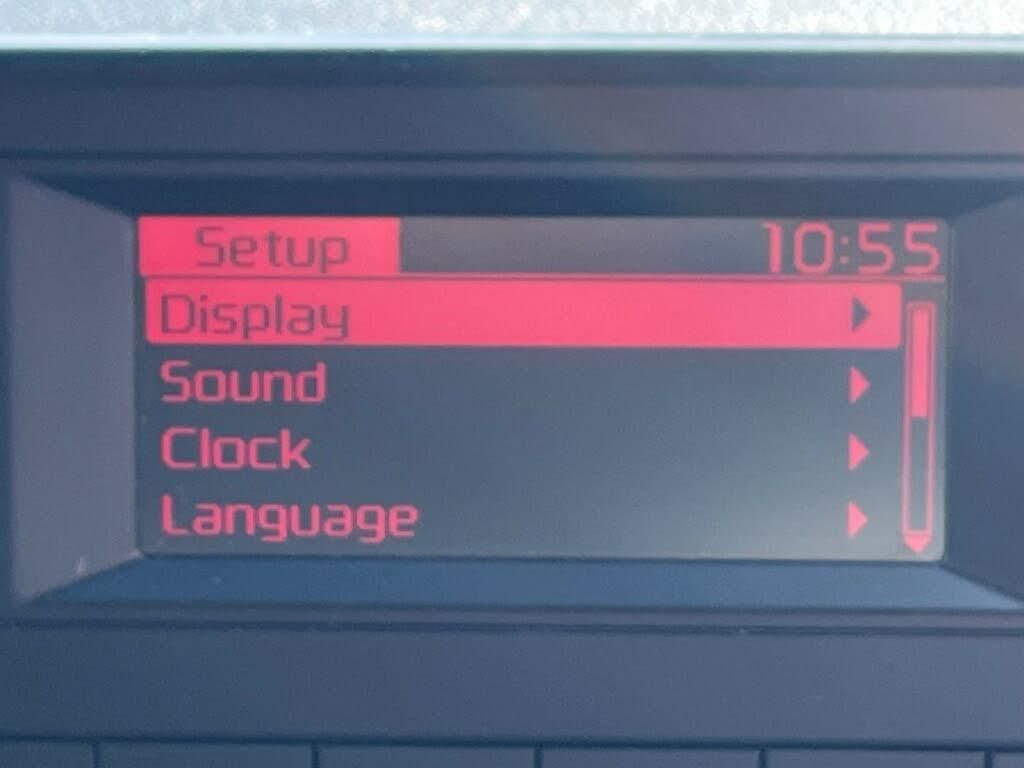 Setup 10:55
Display
Sound
Clock
Language